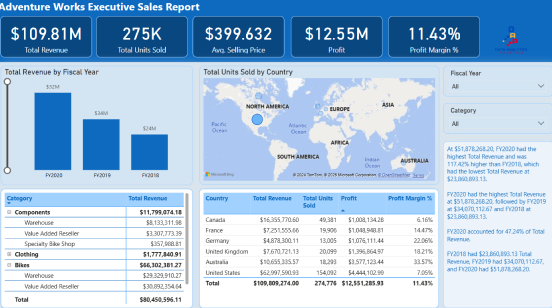 Adventure Works Executive Sales Report
$109.81M
Total Revenue
275K
Total Units Sold
$399.632
Avg. Selling Price
$12.55M
Profit
11.43%
Profit Margin %
Total Revenue by Fiscal Year
$52M
$34M
$24M
FY2020
FY2019
FY2018
Total Units Sold by Country
NORTH AMERICA
EUROPE
ASIA
Pacific
Ocean
Atlantic
Ocean
AFRICA
SOUTH AMERICA
Indian
Ocean
AUSTRALIA
Microsoft Bing
© 2024 TomTom, © 2025 Microsoft Corporation, © OpenStreetMap Terms
Fiscal Year
All
Category
All
At $51,878,268.20, FY2020 had the
highest Total Revenue and was
117.42% higher than FY2018, which
had the lowest Total Revenue at
$23,860,893.13.
FY2020 had the highest Total Revenue
at $51,878,268.20, followed by FY2019
at $34,070,112.67 and FY2018 at
$23,860,893.13.
FY2020 accounted for 47.24% of Total
Revenue.
FY2018 had $23,860,893.13 Total
Revenue, FY2019 had $34,070,112.67,
and FY2020 had $51,878,268.20.
Category Total Revenue
Components $11,799,074.18
Warehouse $8,133,311.98
Value Added Reseller $3,307,773.39
Specialty Bike Shop $357,988.81
Clothing $1,777,840.91
Bikes $66,302,381.27
Warehouse $29,329,910.27
Value Added Reseller $30,092,354.64
Total $80,450,596.11
Country Total Revenue Total Units Sold Profit Profit Margin %
Canada $16,355,770.60 49,381 $1,008,134.28 6.16%
France $7,251,555.66 19,906 $1,048,948.81 14.47%
Germany $4,878,300.11 13,005 $1,076,111.44 22.06%
United Kingdom $7,670,721.13 20,099 $1,396,864.97 18.21%
Australia $10,655,335.57 18,293 $3,577,123.44 33.57%
United States $62,997,590.93 154,092 $4,444,102.99 7.05%
Total $109,809,274.00 274,776 $12,551,285.93 11.43%